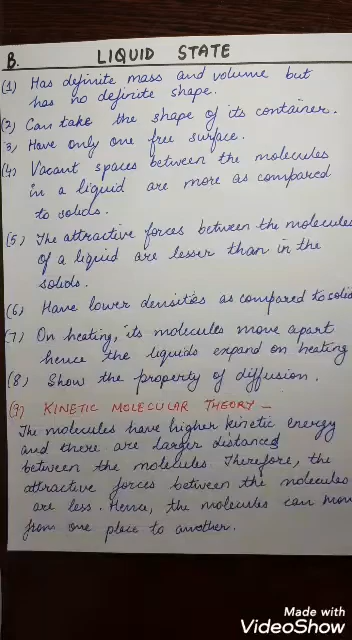 B. LIQUID STATE
(1) Has definite mass and volume but
has no definite shape.
(2) Can take the shape of its container.
(3) Have only one free surface.
(4) Vacant spaces between the molecules
in a liquid are more as compared
to solids.
(5) The attractive forces between the molecules
of a liquid are lesser than in the
solids.
(6) Have lower densities as compared to solid
(7) On heating, its molecules move apart
hence the liquids expand on heating
(8) Show the property of diffusion.
(9) KINETIC MOLECULAR THEORY -
The molecules have higher kinetic energy
and there are larger distances
between the molecules. Therefore, the
attractive forces between the molecules
are less. Hence, the molecules can mov
from one place to another.
Made with
VideoShow